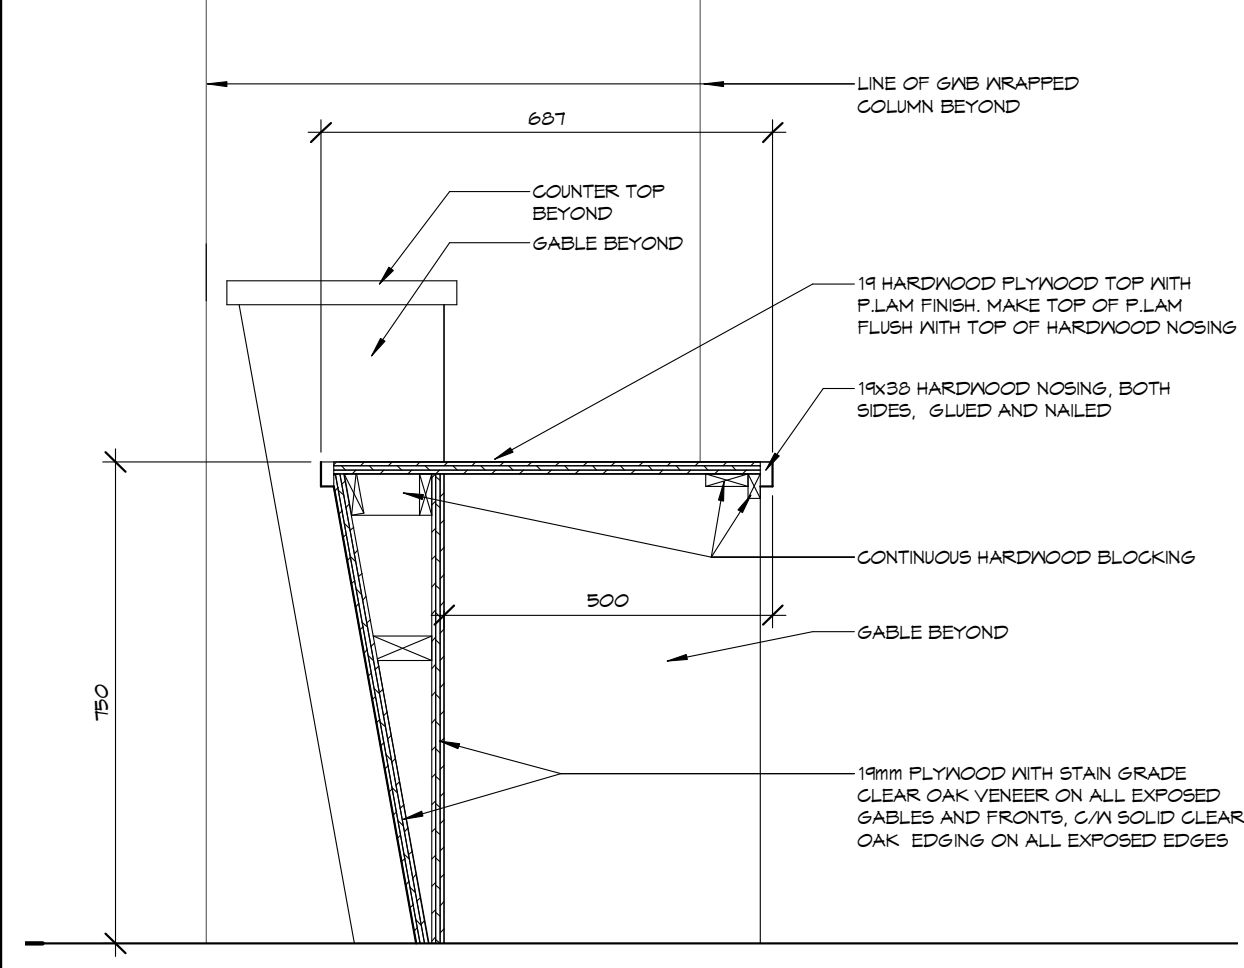 LINE OF GWB WRAPPED
COLUMN BEYOND
687
COUNTER TOP
BEYOND
GABLE BEYOND
19 HARDWOOD PLYWOOD TOP WITH
P.LAM FINISH. MAKE TOP OF P.LAM
FLUSH WITH TOP OF HARDWOOD NOSING
19x38 HARDWOOD NOSING, BOTH
SIDES, GLUED AND NAILED
CONTINUOUS HARDWOOD BLOCKING
500
GABLE BEYOND
750
19mm PLYWOOD WITH STAIN GRADE
CLEAR OAK VENEER ON ALL EXPOSED
GABLES AND FRONTS, C/W SOLID CLEAR
OAK EDGING ON ALL EXPOSED EDGES